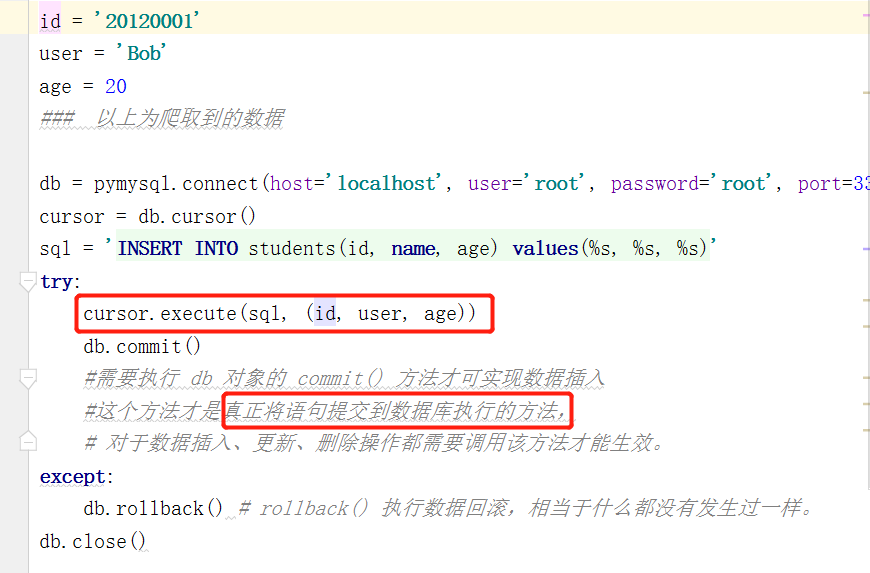 id = '20120001'
user = 'Bob'
age = 20
### 以上为爬取到的数据
db = pymysql.connect(host='localhost', user='root', password='root', port=33
cursor = db.cursor()
sql = 'INSERT INTO students(id, name, age) values(%s, %s, %s)'
try:
cursor.execute(sql, (id, user, age))
db.commit()
#需要执行 db 对象的 commit() 方法才可实现数据插入
#这个方法才是真正将语句提交到数据库执行的方法，
# 对于数据插入、更新、删除操作都需要调用该方法才能生效。
except:
db.rollback() # rollback() 执行数据回滚，相当于什么都没有发生过一样。
db.close()